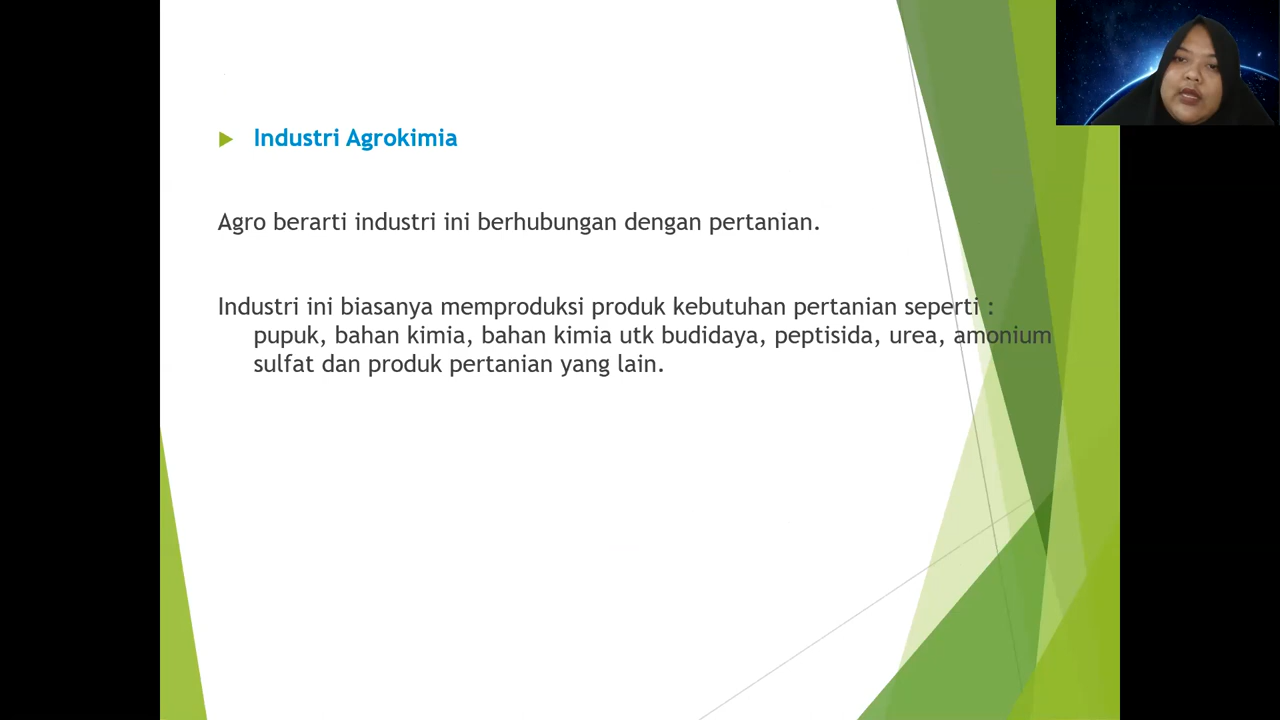 Industri Agrokimia
Agro berarti industri ini berhubungan dengan pertanian.
Industri ini biasanya memproduksi produk kebutuhan pertanian seperti :
pupuk, bahan kimia, bahan kimia utk budidaya, peptisida, urea, amonium
sulfat dan produk pertanian yang lain.